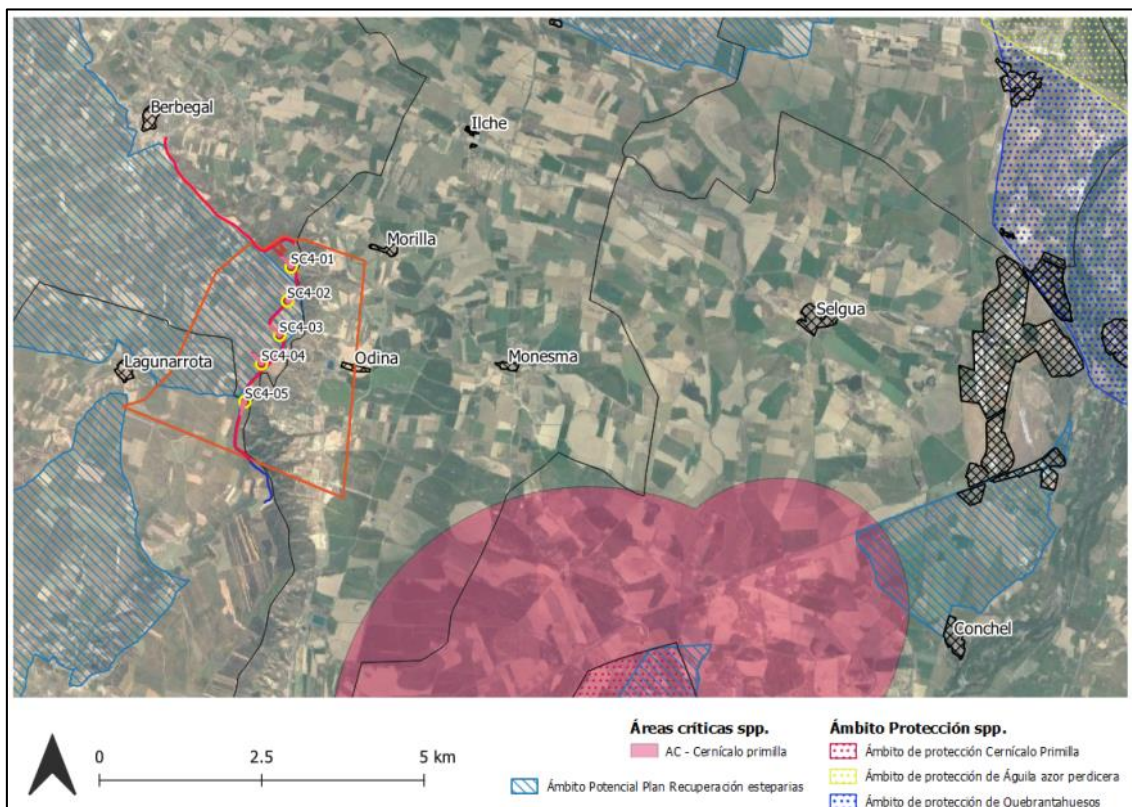 Berbegal
Ilche
Morilla
SC4-01
SC4-02
SC4-03
Selgua
SC4-04
Lagunarrota
Odina
Monesma
SC4-05
Conchel
Áreas críticas spp.
AC - Cernícalo primilla
Ámbito Potencial Plan Recuperación esteparias
Ámbito Protección spp.
Ámbito de protección Cernícalo Primilla
Ámbito de protección de Águila azor perdicera
Ámbito de protección de Quebrantahuesos
0 2.5 5 km